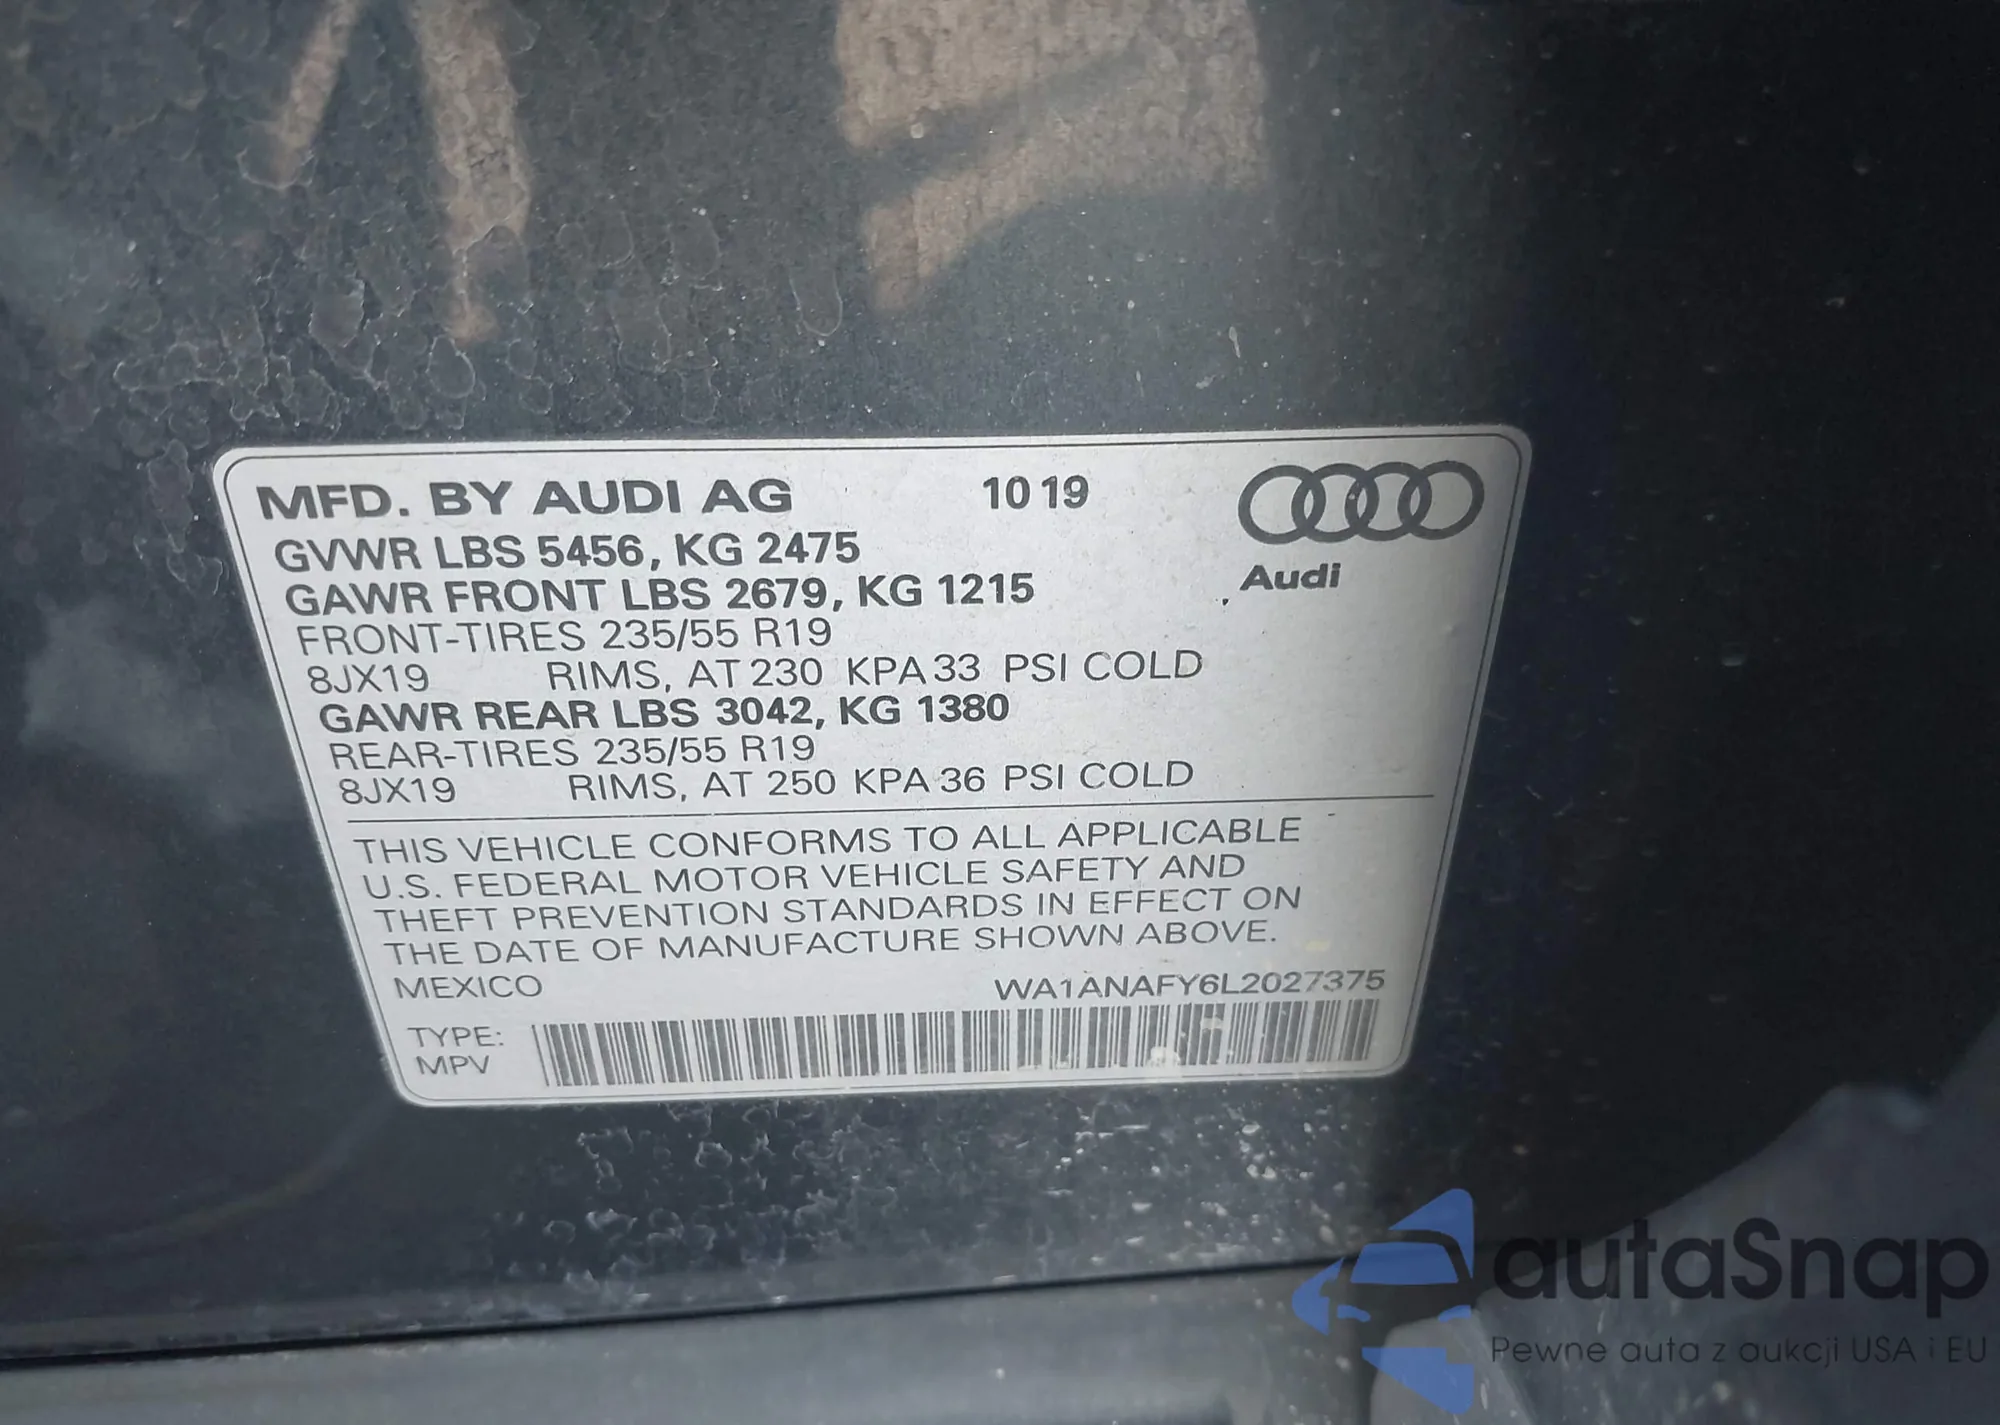 MFD. BY AUDI AG 10 19
GVWR LBS 5456, KG 2475
GAWR FRONT LBS 2679, KG 1215
Audi
FRONT-TIRES 235/55 R19
8JX19 RIMS, AT 230 KPA 33 PSI COLD
GAWR REAR LBS 3042, KG 1380
REAR-TIRES 235/55 R19
8JX19 RIMS, AT 250 KPA 36 PSI COLD
THIS VEHICLE CONFORMS TO ALL APPLICABLE
U.S. FEDERAL MOTOR VEHICLE SAFETY AND
THEFT PREVENTION STANDARDS IN EFFECT ON
THE DATE OF MANUFACTURE SHOWN ABOVE.
MEXICO WA1ANAFY6L2027375
TYPE:
MPV
autaSnap
Pewne auta z aukcji USA i EU